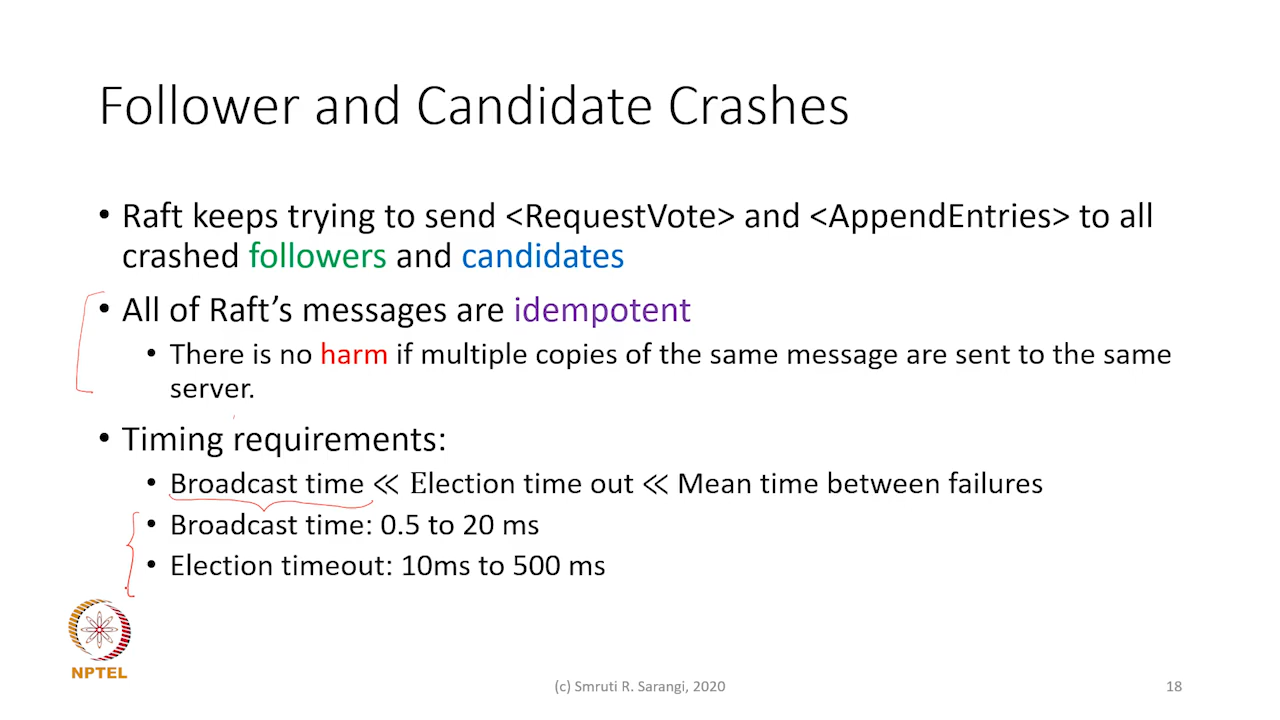 Follower and Candidate Crashes
• Raft keeps trying to send <RequestVote> and <AppendEntries> to all
crashed followers and candidates
• All of Raft's messages are idempotent
• There is no harm if multiple copies of the same message are sent to the same
server.
• Timing requirements:
• Broadcast time ≪ Election time out ≪ Mean time between failures
• Broadcast time: 0.5 to 20 ms
• Election timeout: 10ms to 500 ms
NPTEL
(c) Smruti R. Sarangi, 2020
18